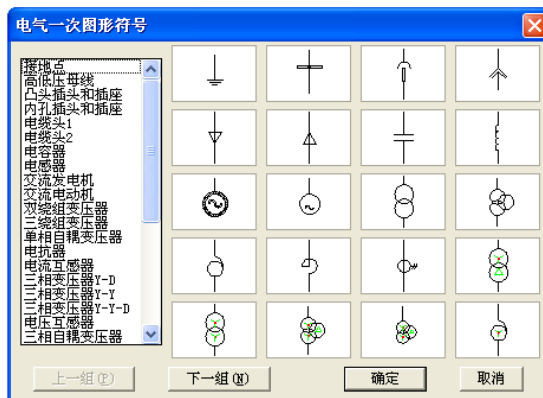 电气一次图形符号
接地点
高低压母线
凸头插头和插座
内孔插头和插座
电缆头1
电缆头2
电容器
电感器
交流发电机
交流电动机
双绕组变压器
三绕组变压器
单相自耦变压器
电抗器
电流互感器
三相变压器Y-D
三相变压器Y-Y
三相变压器Y-Y-D
电压互感器
三相自耦变压器
上一组(P)
下一组(N)
确定
取消